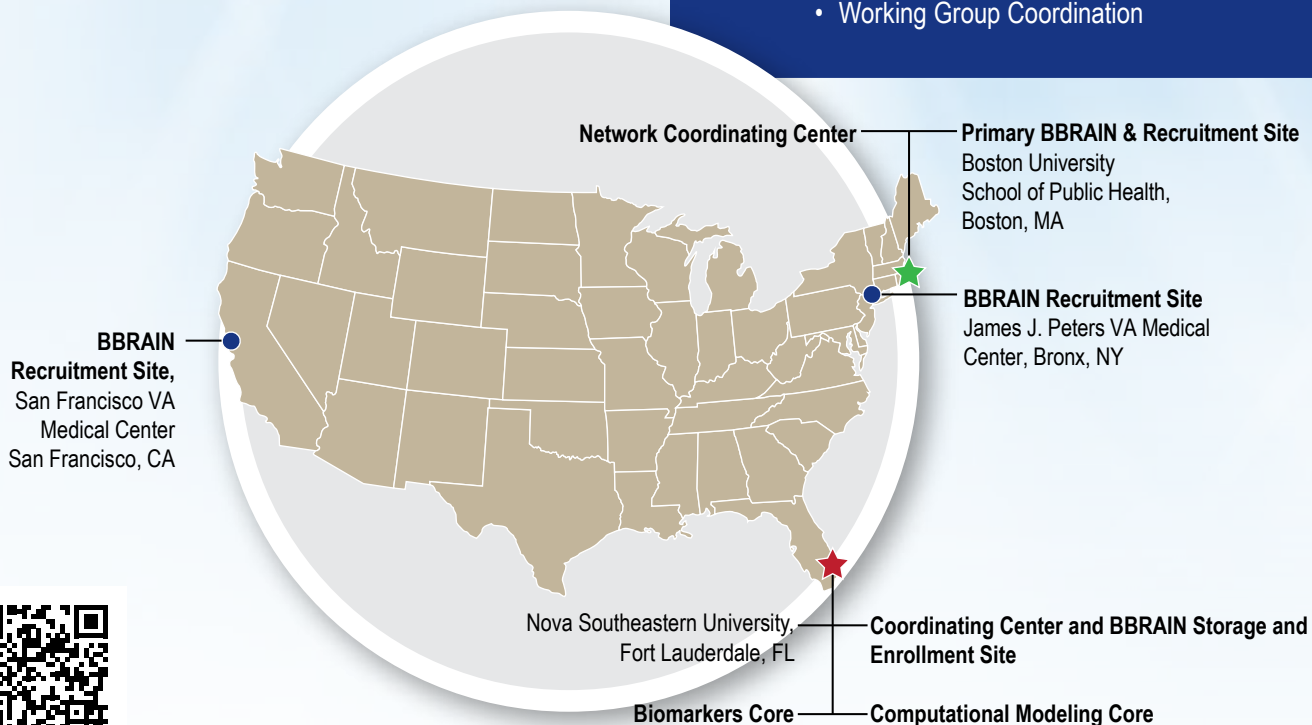 • Working Group Coordination
Network Coordinating Center
Primary BBRAIN & Recruitment Site
Boston University
School of Public Health,
Boston, MA
BBRAIN Recruitment Site
James J. Peters VA Medical
Center, Bronx, NY
BBRAIN
Recruitment Site,
San Francisco VA
Medical Center
San Francisco, CA
Nova Southeastern University,
Fort Lauderdale, FL
Coordinating Center and BBRAIN Storage and
Enrollment Site
Biomarkers Core
Computational Modeling Core